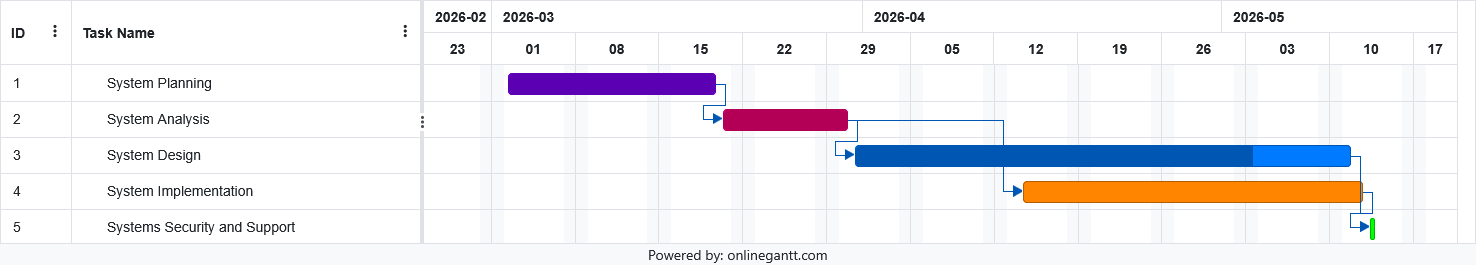 2026-02 2026-03 2026-04 2026-05
ID Task Name
23 01 08 15 22 29 05 12 19 26 03 10 17
1 System Planning
2 System Analysis
3 System Design
4 System Implementation
5 Systems Security and Support
Powered by: onlinegantt.com